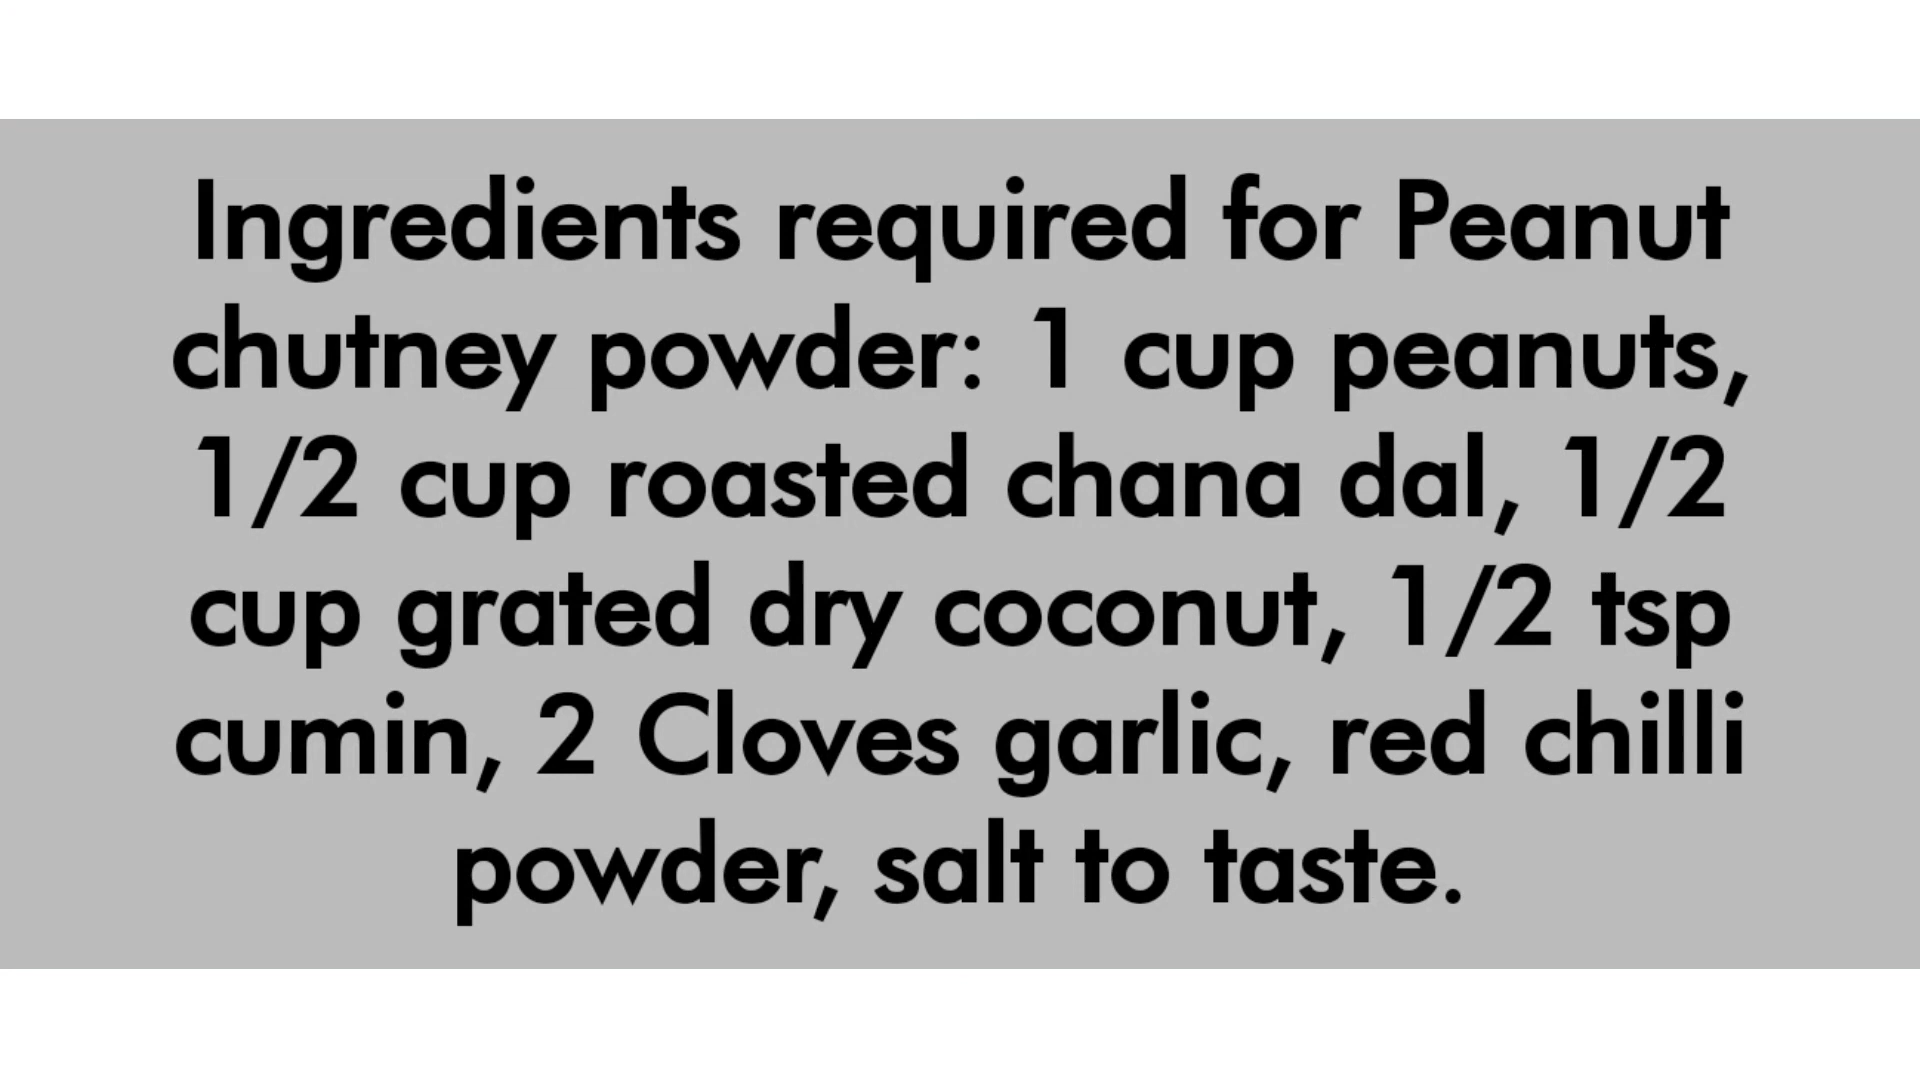 Ingredients required for Peanut
chutney powder: 1 cup peanuts,
1/2 cup roasted chana dal, 1/2
cup grated dry coconut, 1/2 tsp
cumin, 2 Cloves garlic, red chilli
powder, salt to taste.